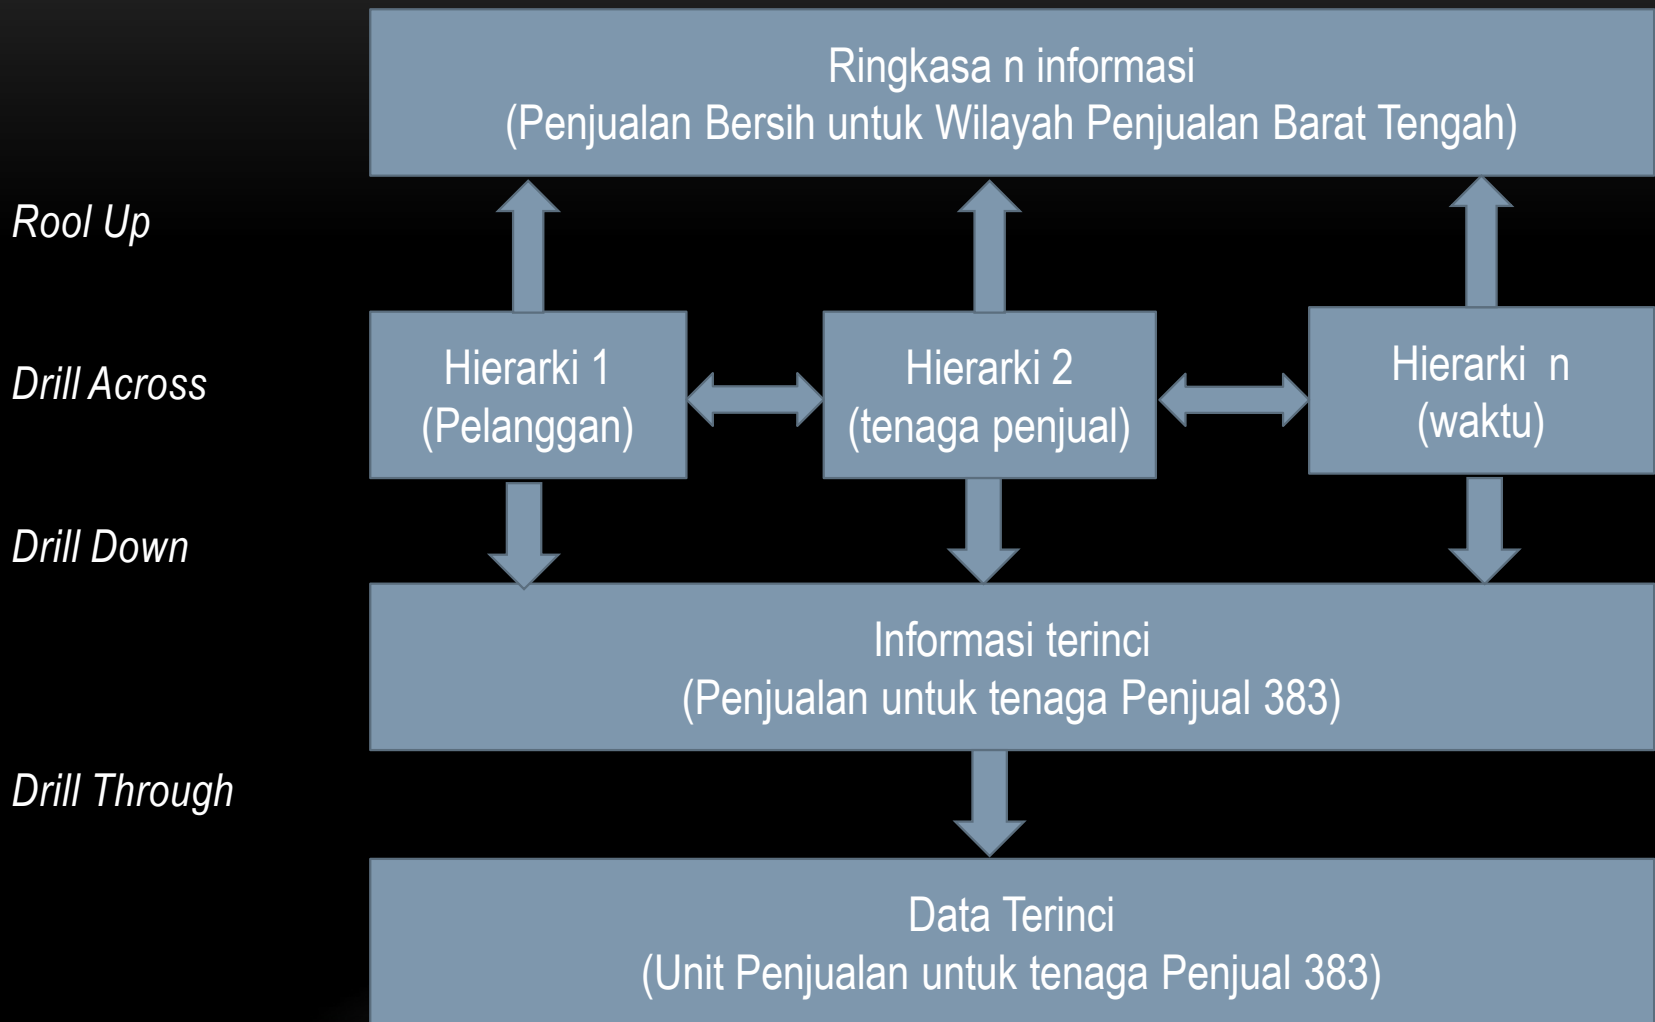 Ringkasa n informasi
(Penjualan Bersih untuk Wilayah Penjualan Barat Tengah)
Rool Up
Drill Across
Hierarki 1
(Pelanggan)
Hierarki 2
(tenaga penjual)
Hierarki n
(waktu)
Drill Down
Informasi terinci
(Penjualan untuk tenaga Penjual 383)
Drill Through
Data Terinci
(Unit Penjualan untuk tenaga Penjual 383)